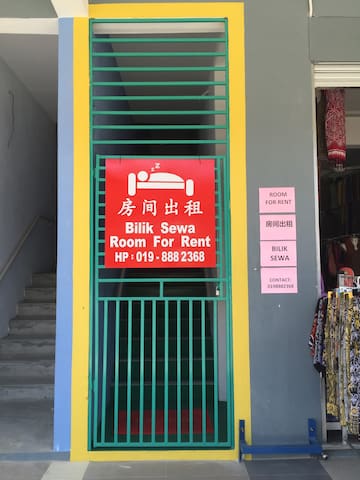 z z z
房间出租
Bilik Sewa
Room For Rent
HP: 019-888 2368
ROOM
FOR RENT
房间出租
BILIK
SEWA
CONTACT:
0198882368